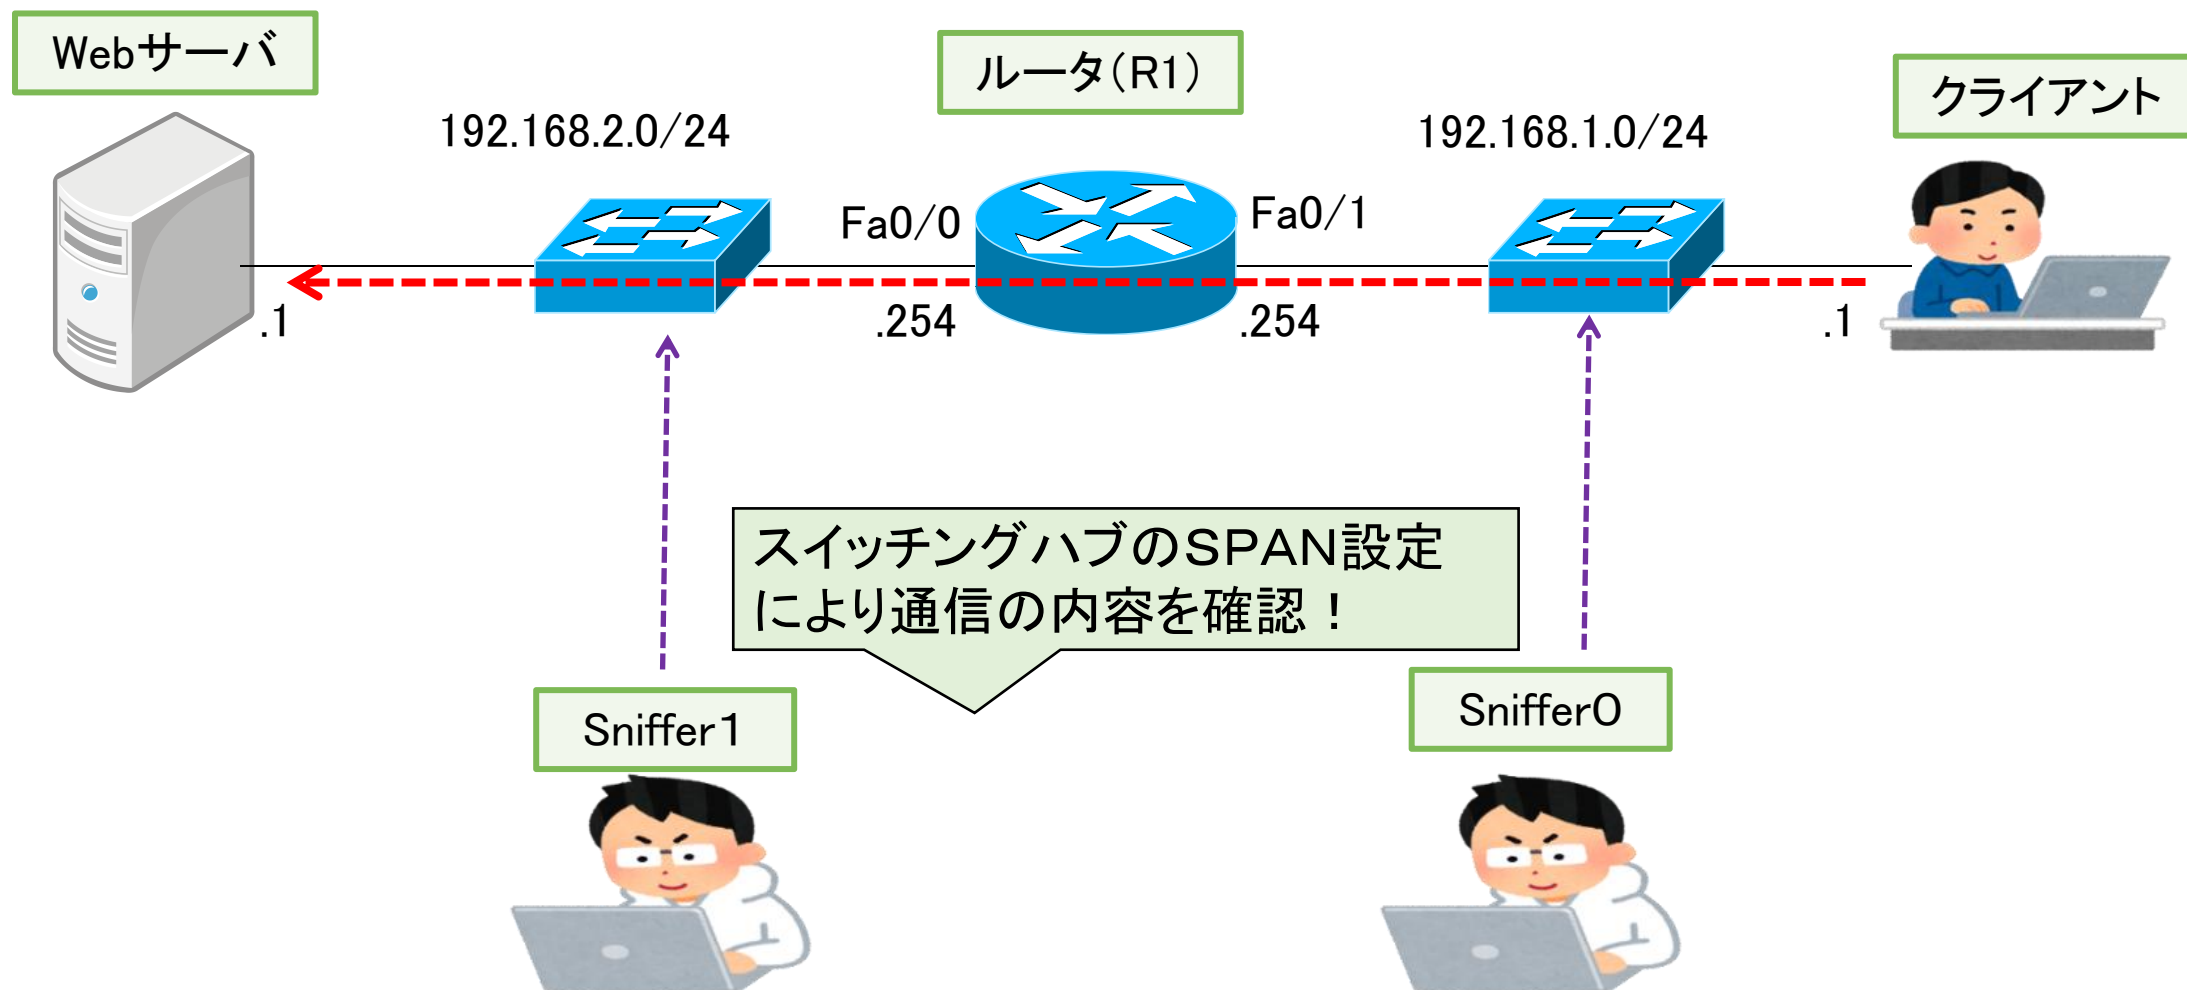 Webサーバ
ルータ(R1)
クライアント
192.168.2.0/24
192.168.1.0/24
Fa0/0
Fa0/1
.1
.254
.254
.1
スイッチングハブのＳＰＡＮ設定
により通信の内容を確認！
Sniffer１
Sniffer０